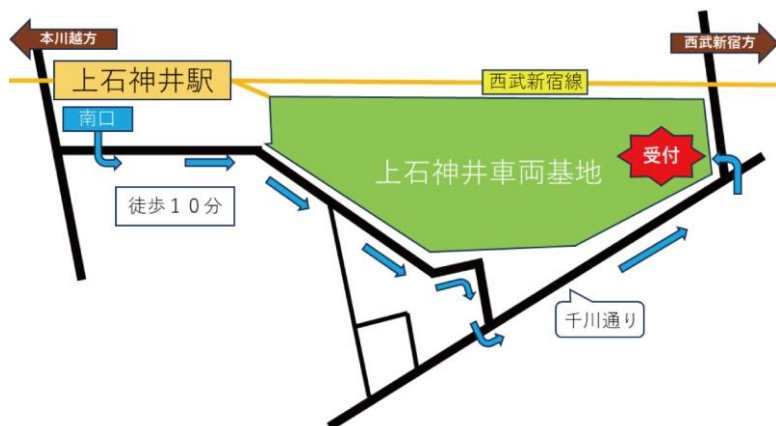 本川越方
西武新宿方
上石神井駅
西武新宿線
南口
受付
上石神井車両基地
徒歩１０分
千川通り